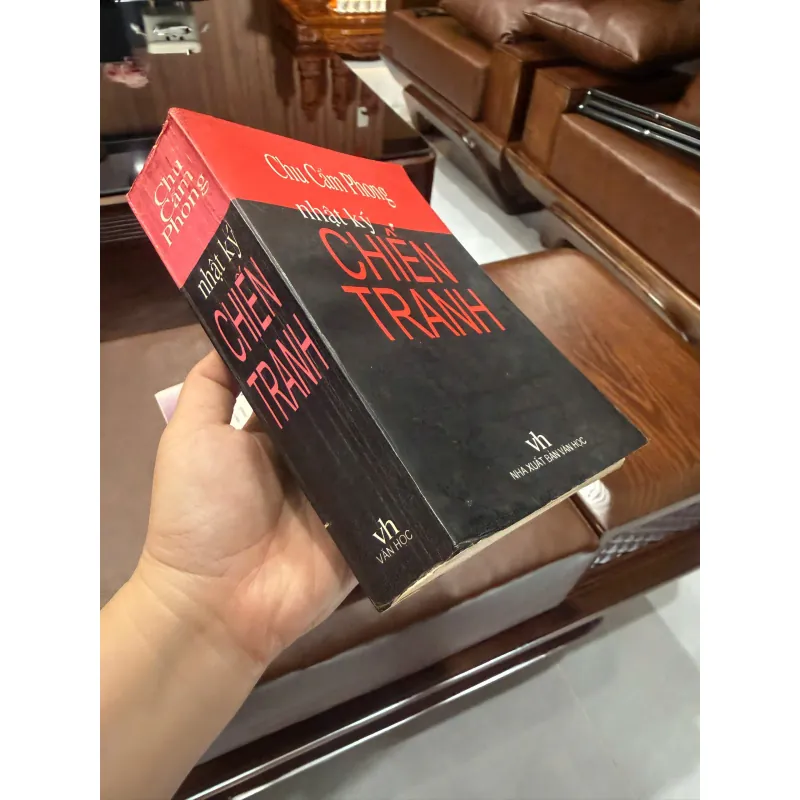 Chu
Cẩm
Phong
nhật ký
CHIẾN
TRANH
vh
VĂN HỌC
Chu Cẩm Phong
nhật ký
CHIẾN
TRANH
vh
NHÀ XUẤT BẢN VĂN HỌC